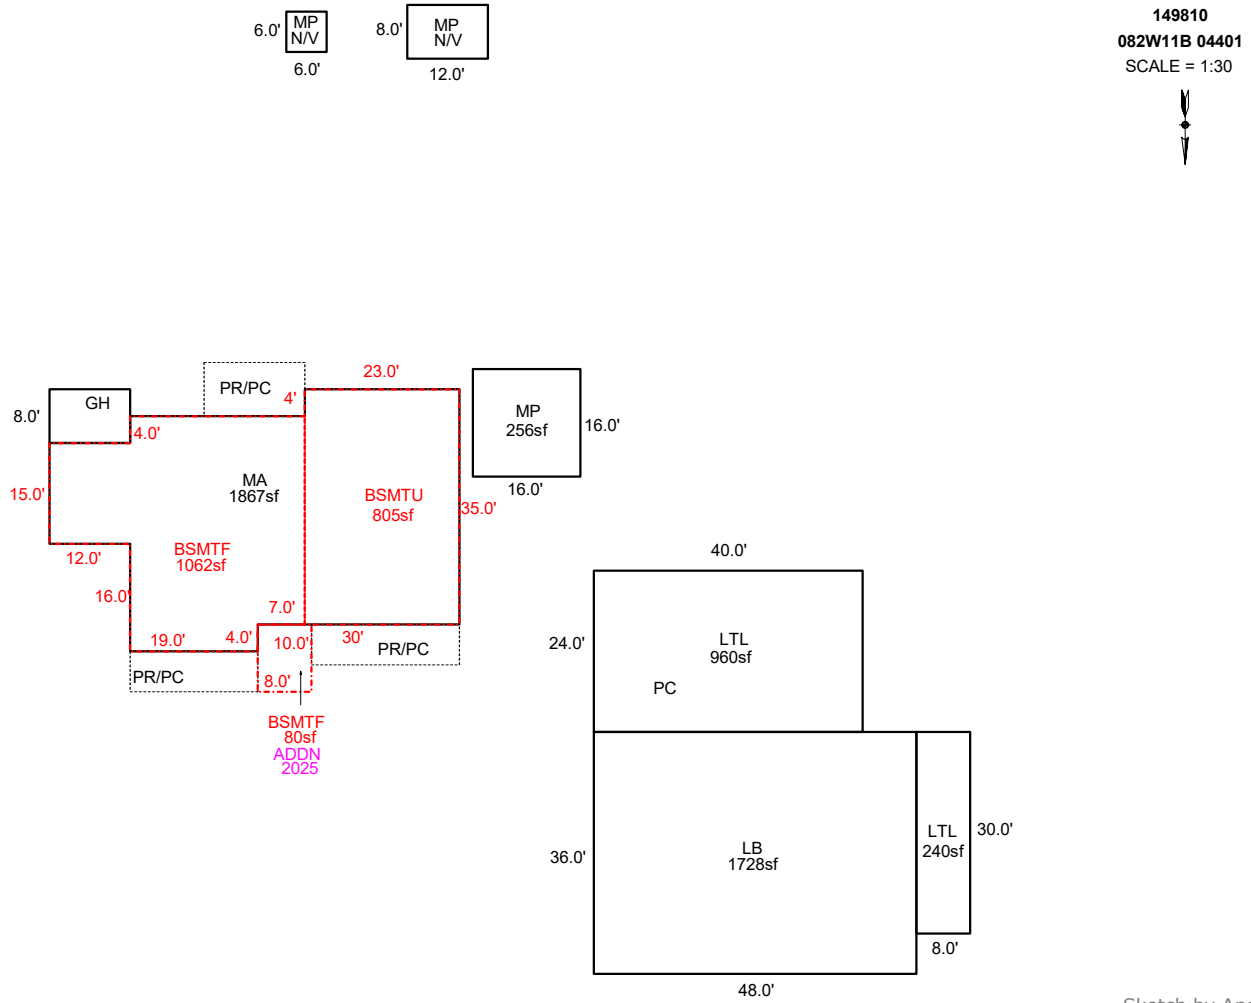 149810
082W11B 04401
SCALE = 1:30
6.0'
MP
N/V
6.0'
8.0'
MP
N/V
12.0'
8.0'
GH
PR/PC
4'
23.0'
4.0'
15.0'
MA
1867sf
BSMTU
805sf
35.0'
MP
256sf
16.0'
16.0'
12.0'
BSMTF
1062sf
16.0'
7.0'
19.0'
4.0'
10.0'
30'
PR/PC
PR/PC
8.0'
BSMTF
80sf
ADDN
2025
40.0'
24.0'
LTL
960sf
PC
36.0'
LB
1728sf
LTL
240sf
30.0'
8.0'
48.0'
Sketch by